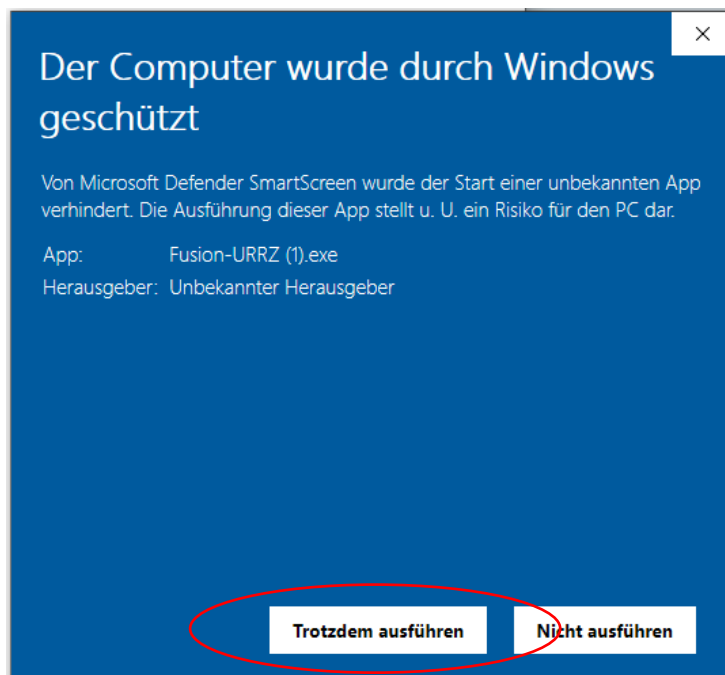 Der Computer wurde durch Windows
geschützt
Von Microsoft Defender SmartScreen wurde der Start einer unbekannten App
verhindert. Die Ausführung dieser App stellt u. U. ein Risiko für den PC dar.
App: Fusion-URRZ (1).exe
Herausgeber: Unbekannter Herausgeber
Trotzdem ausführen Nicht ausführen